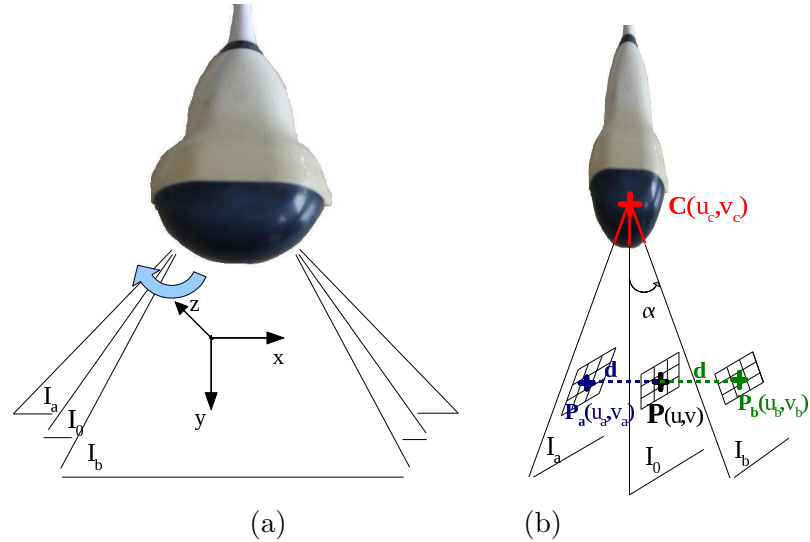 z
x
y
I_a
I_0
I_b
(a)
C(u_c,v_c)
α
d
d
P_a(u_a,v_a)
P(u,v)
P_b(u_b,v_b)
I_a
I_0
I_b
(b)